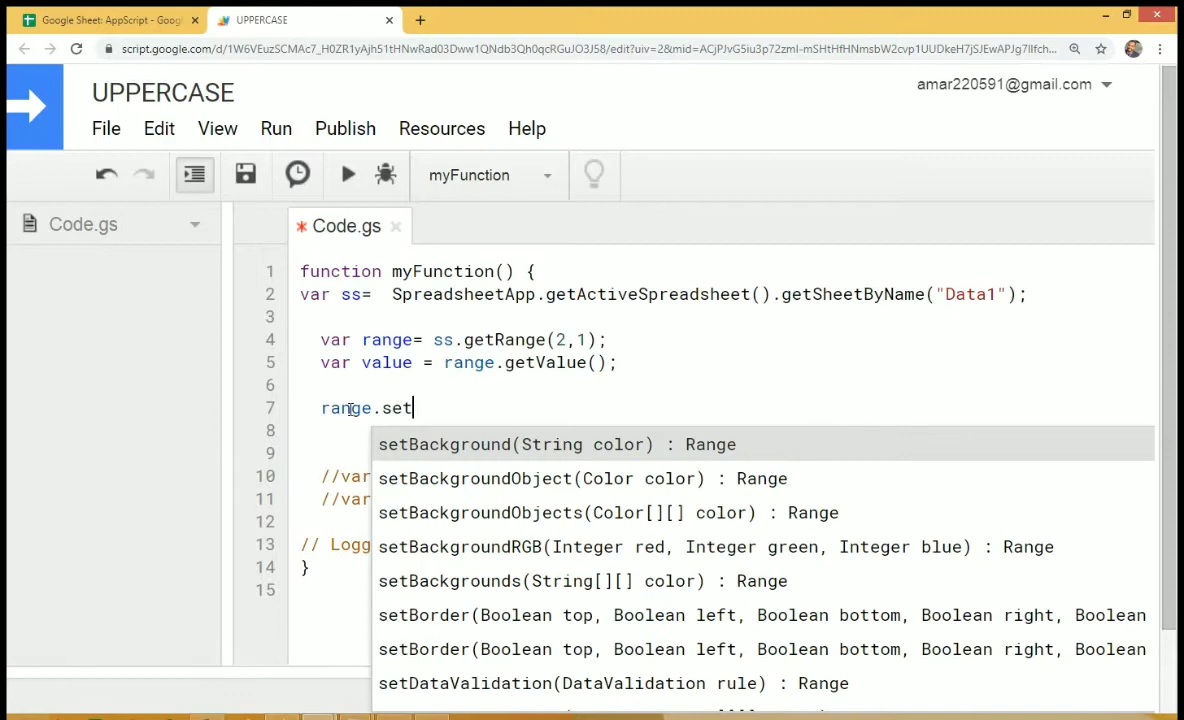 Google Sheet: AppScript - Goog
UPPERCASE
script.google.com/d/1W6VEuzSCMAc7_H0ZR1yAjh51tHNwRad03Dww1QNdb3Qh0qcRGuJO3J58/edit?uiv=2&mid=ACjPJvG5iu3p72zmI-mSHtHfHNmsbW2cvp1UUDkeH7jSJEwAPJg7lIfch...
UPPERCASE
amar220591@gmail.com
File Edit View Run Publish Resources Help
myFunction
Code.gs
* Code.gs
1 function myFunction() {
2 var ss= SpreadsheetApp.getActiveSpreadsheet().getSheetByName("Data1");
3
4 var range= ss.getRange(2,1);
5 var value = range.getValue();
6
7 range.set
8
9
10 //var
11 //var
12
13 // Logg
14 }
15
setBackground(String color) : Range
setBackgroundObject(Color color) : Range
setBackgroundObjects(Color[][] color) : Range
setBackgroundRGB(Integer red, Integer green, Integer blue) : Range
setBackgrounds(String[][] color) : Range
setBorder(Boolean top, Boolean left, Boolean bottom, Boolean right, Boolean
setBorder(Boolean top, Boolean left, Boolean bottom, Boolean right, Boolean
setDataValidation(DataValidation rule) : Range